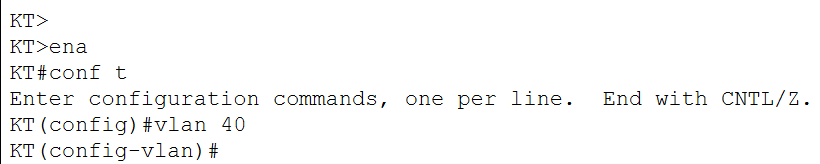 KT>
KT>ena
KT#conf t
Enter configuration commands, one per line.  End with CNTL/Z.
KT(config)#vlan 40
KT(config-vlan)#